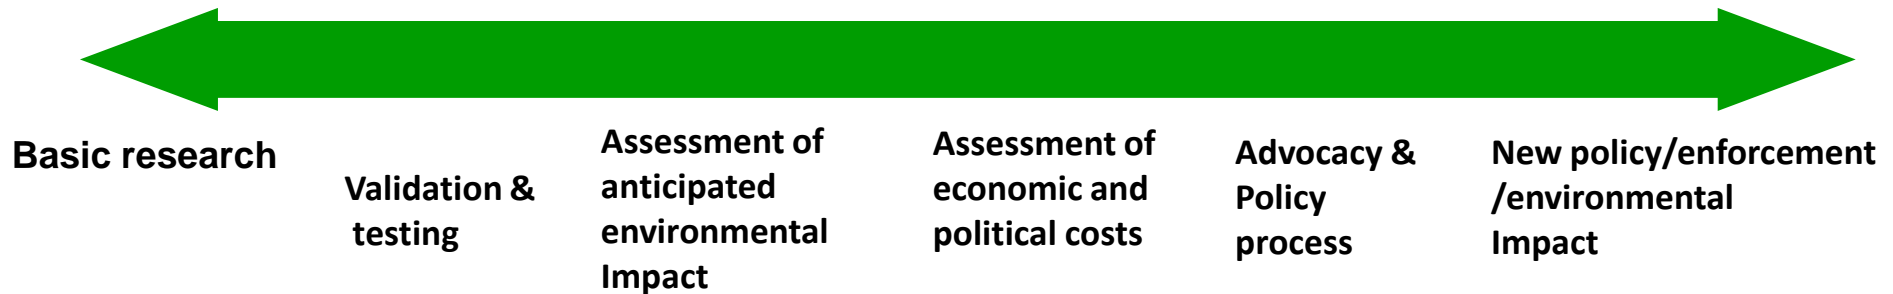 Basic research
Validation &
testing
Assessment of
anticipated
environmental
Impact
Assessment of
economic and
political costs
Advocacy &
Policy
process
New policy/enforcement
/environmental
Impact